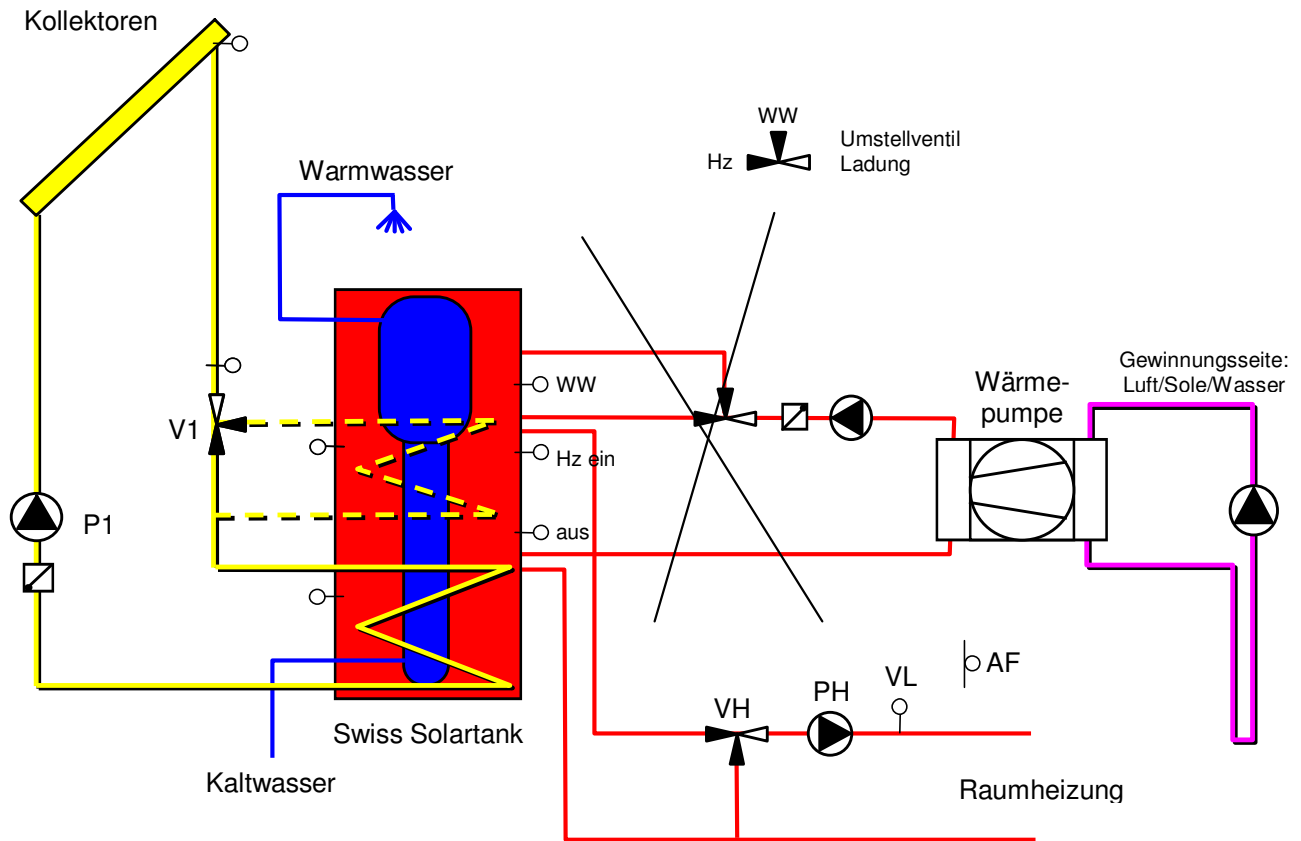 Kollektoren
WW
Hz
Umstellventil
Ladung
Warmwasser
Gewinnungsseite:
Luft/Sole/Wasser
Wärme-
pumpe
WW
V1
Hz ein
P1
aus
AF
VL
PH
VH
Swiss Solartank
Kaltwasser
Raumheizung